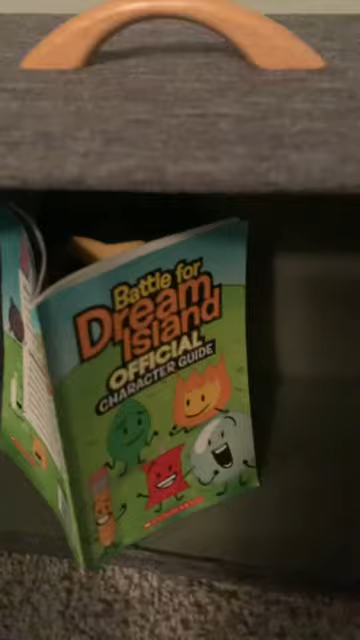 Battle for
Dream
Island
OFFICIAL
CHARACTER GUIDE
SCHOLASTIC